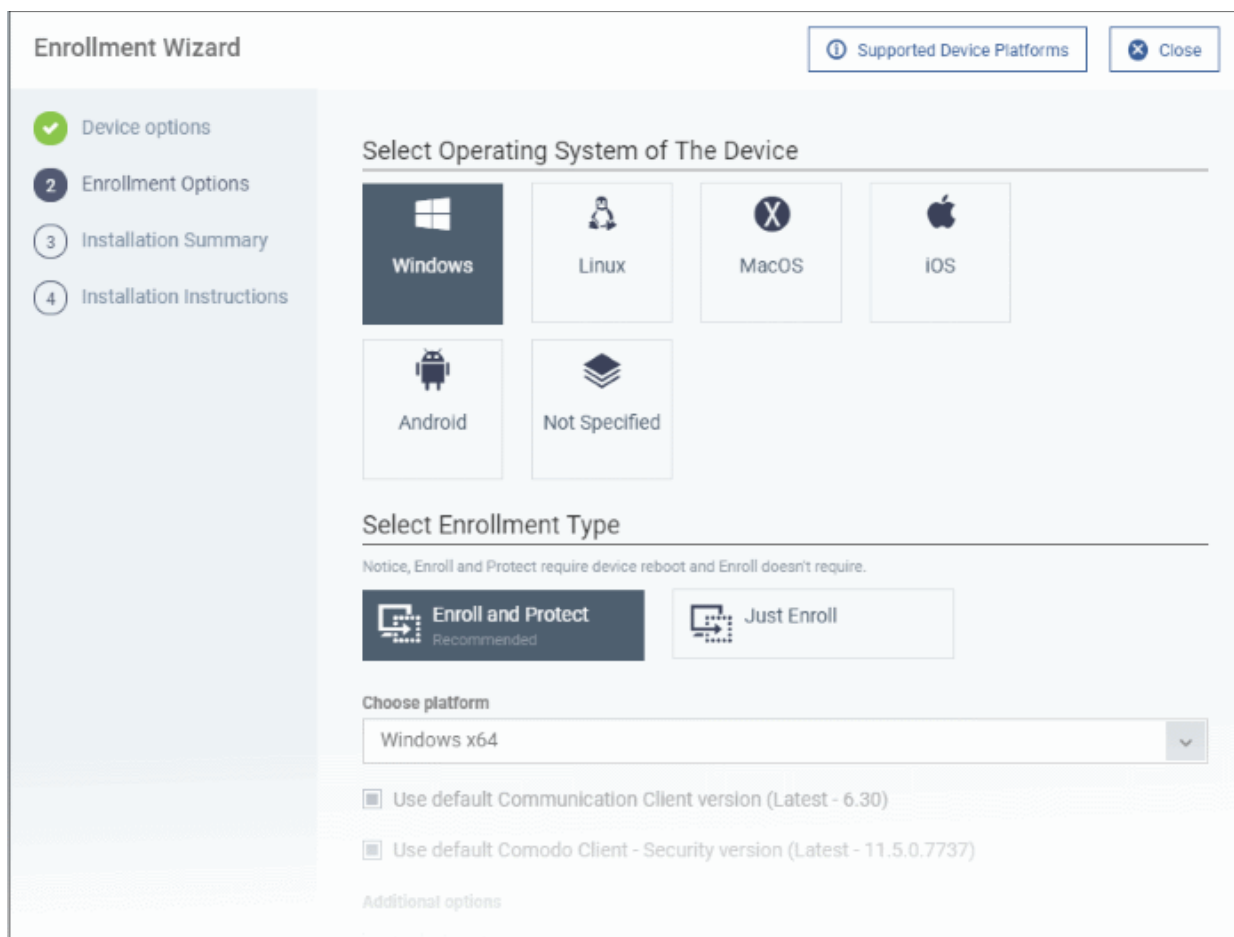 Enrollment Wizard
Supported Device Platforms
Close
Device options
2 Enrollment Options
3 Installation Summary
4 Installation Instructions
Select Operating System of The Device
Windows
Linux
MacOS
iOS
Android
Not Specified
Select Enrollment Type
Notice, Enroll and Protect require device reboot and Enroll doesn't require.
Enroll and Protect
Recommended
Just Enroll
Choose platform
Windows x64
Use default Communication Client version (Latest - 6.30)
Use default Comodo Client - Security version (Latest - 11.5.0.7737)
Additional options